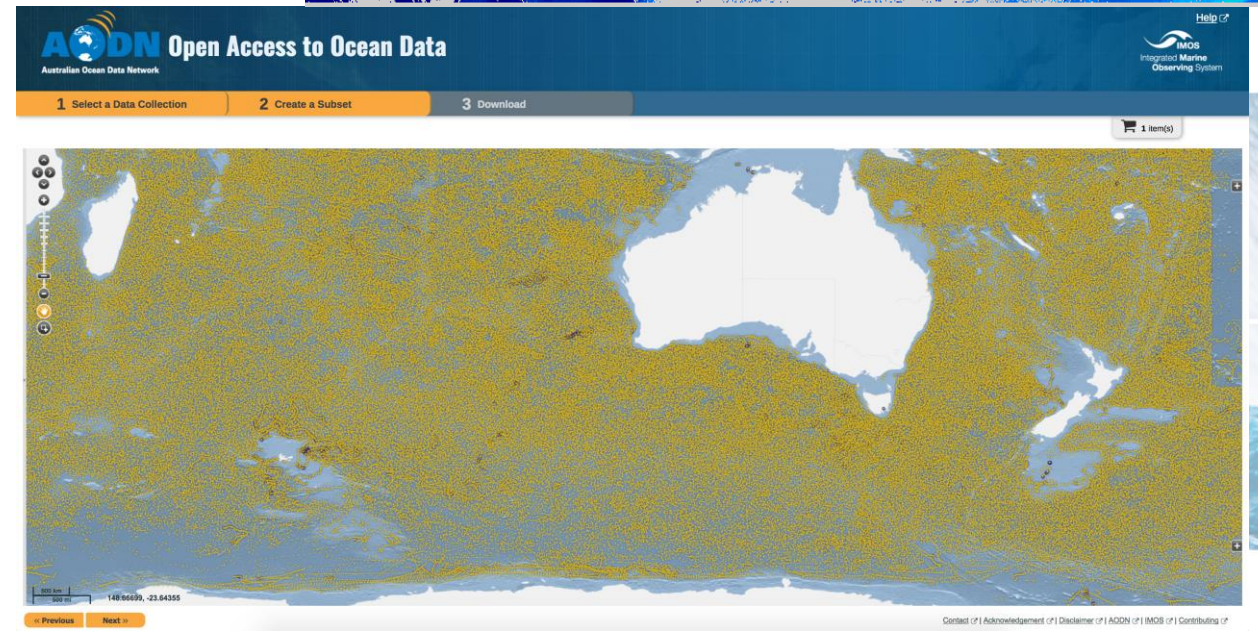 Help
AODN
Australian Ocean Data Network
Open Access to Ocean Data
IMOS
Integrated Marine
Observing System
1 Select a Data Collection
2 Create a Subset
3 Download
1 item(s)
500 km
500 mi
148.66699, -23.64355
<< Previous
Next >>
Contact | Acknowledgement | Disclaimer | AODN | IMOS | Contributing